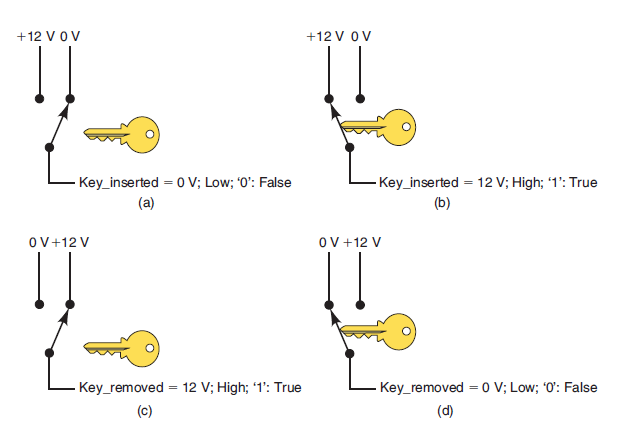 +12 V 0 V
+12 V 0 V
Key_inserted = 0 V; Low; ‘0’: False
Key_inserted = 12 V; High; ‘1’: True
(a)
(b)
0 V +12 V
0 V +12 V
Key_removed = 12 V; High; ‘1’: True
Key_removed = 0 V; Low; ‘0’: False
(c)
(d)